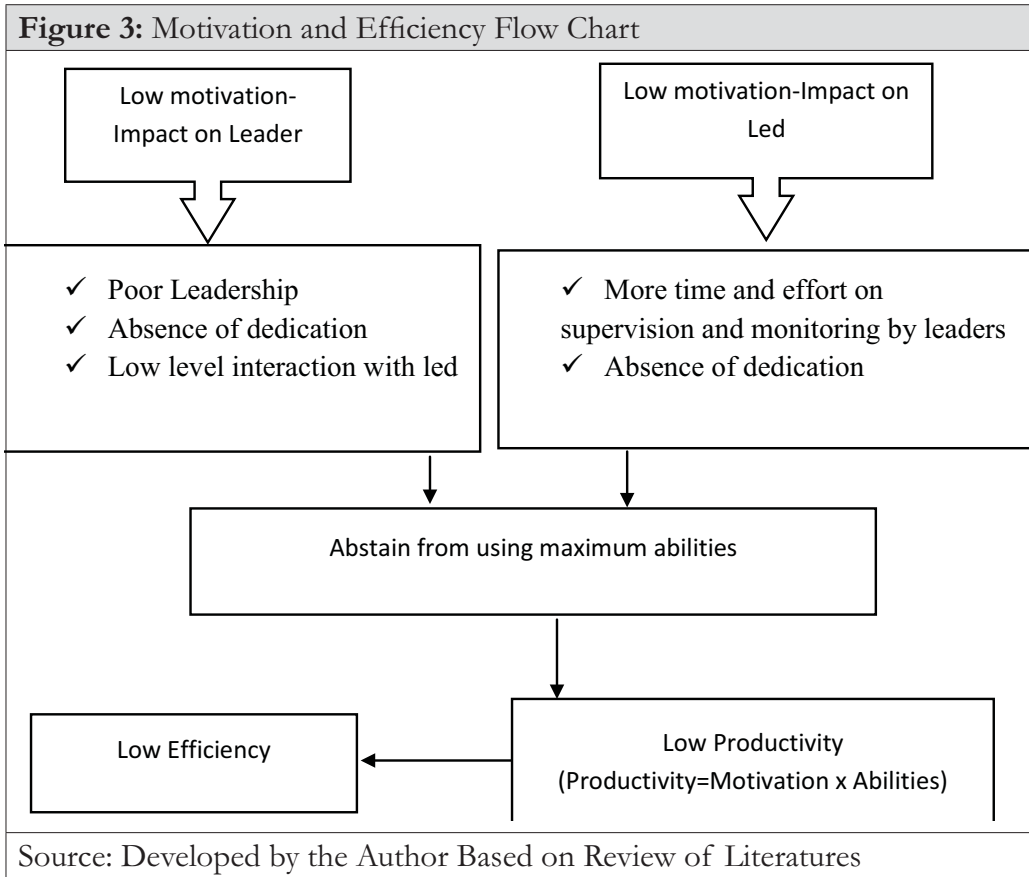 Figure 3: Motivation and Efficiency Flow Chart
Low motivation-
Impact on Leader
Low motivation-Impact on
Led
✓ Poor Leadership
✓ Absence of dedication
✓ Low level interaction with led
✓ More time and effort on
supervision and monitoring by leaders
✓ Absence of dedication
Abstain from using maximum abilities
Low Efficiency
Low Productivity
(Productivity=Motivation x Abilities)
Source: Developed by the Author Based on Review of Literatures